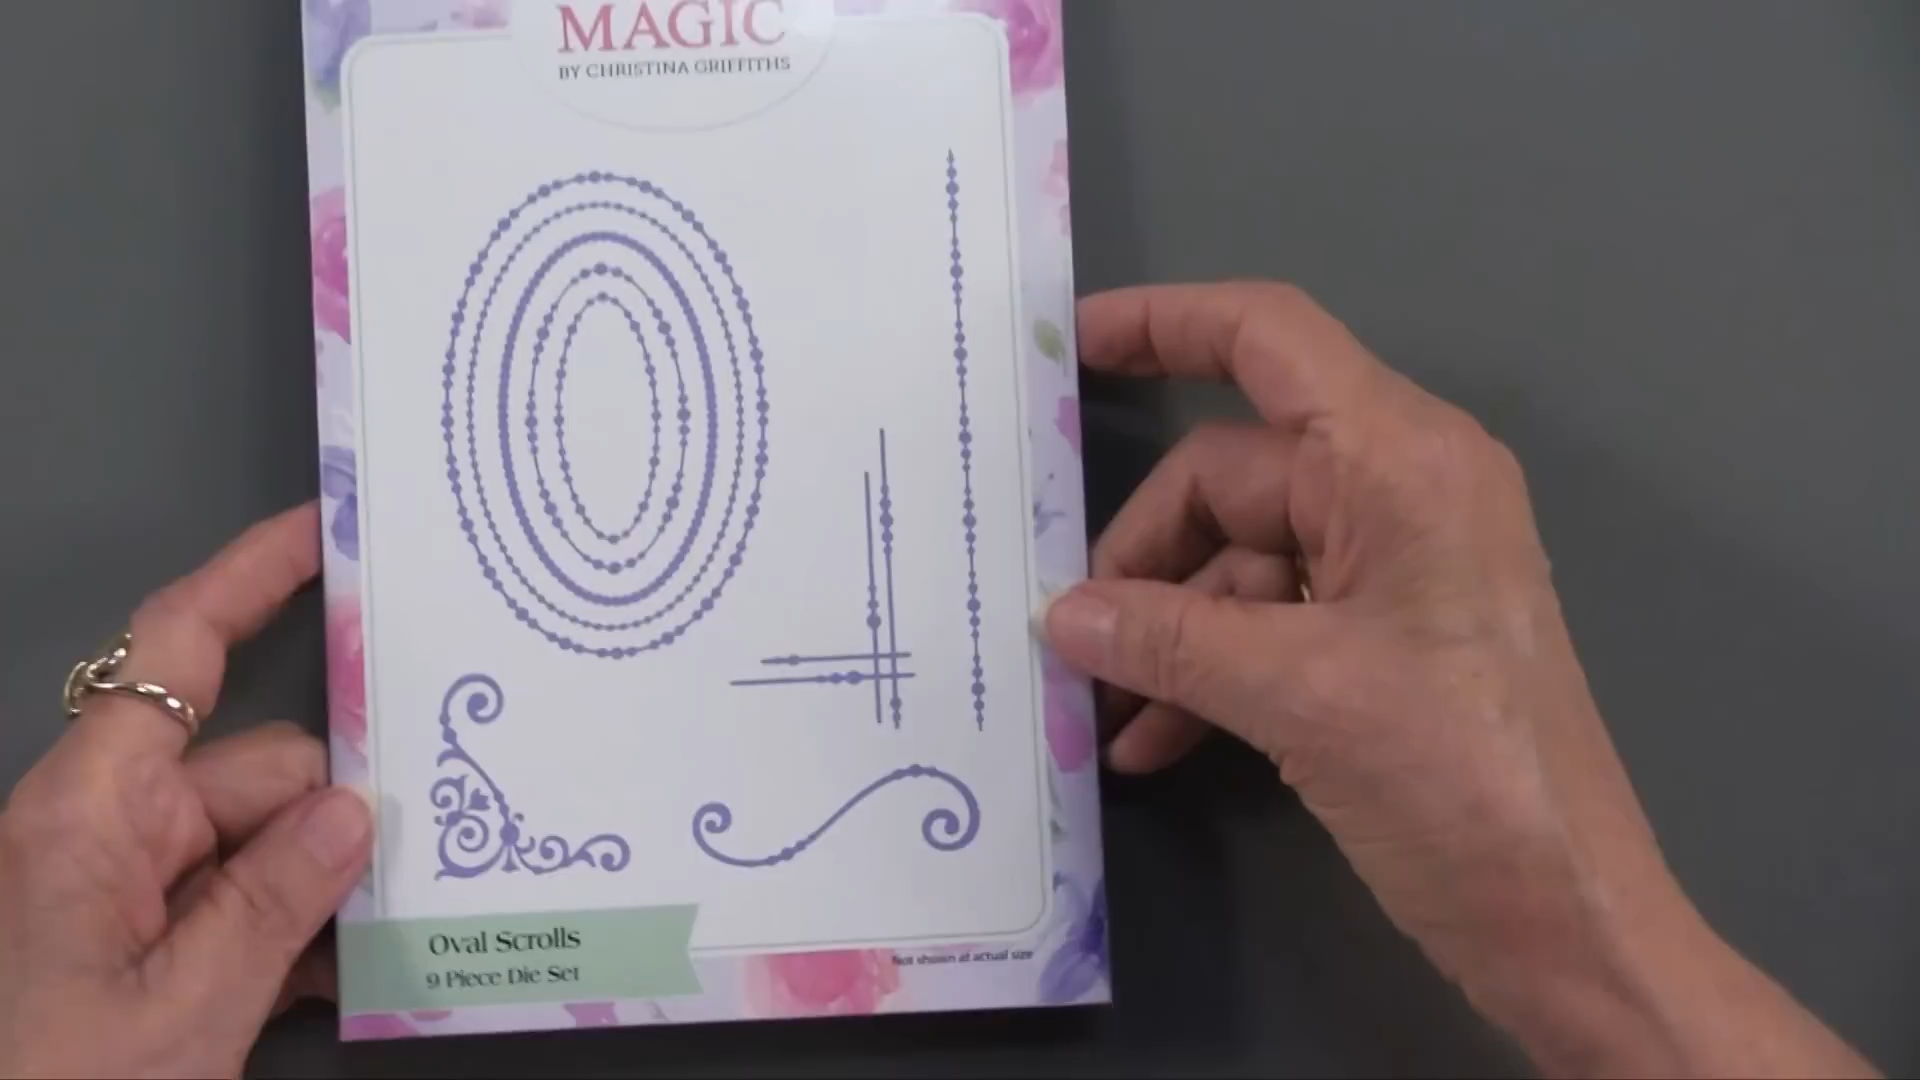 MAGIC
BY CHRISTINA GRIFFITHS
Oval Scrolls
9 Piece Die Set
Not shown at actual size